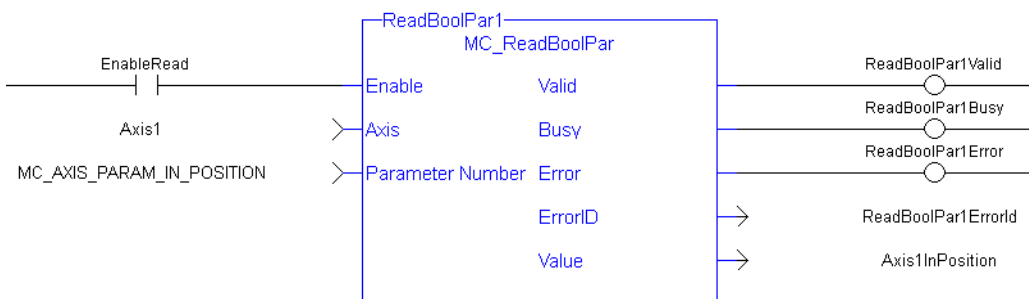 ReadBoolPar1
MC_ReadBoolPar
EnableRead
Enable
Valid
ReadBoolPar1Valid
Axis1
Axis
Busy
ReadBoolPar1Busy
MC_AXIS_PARAM_IN_POSITION
Parameter Number
Error
ReadBoolPar1Error
ErrorID
ReadBoolPar1ErrorId
Value
Axis1InPosition